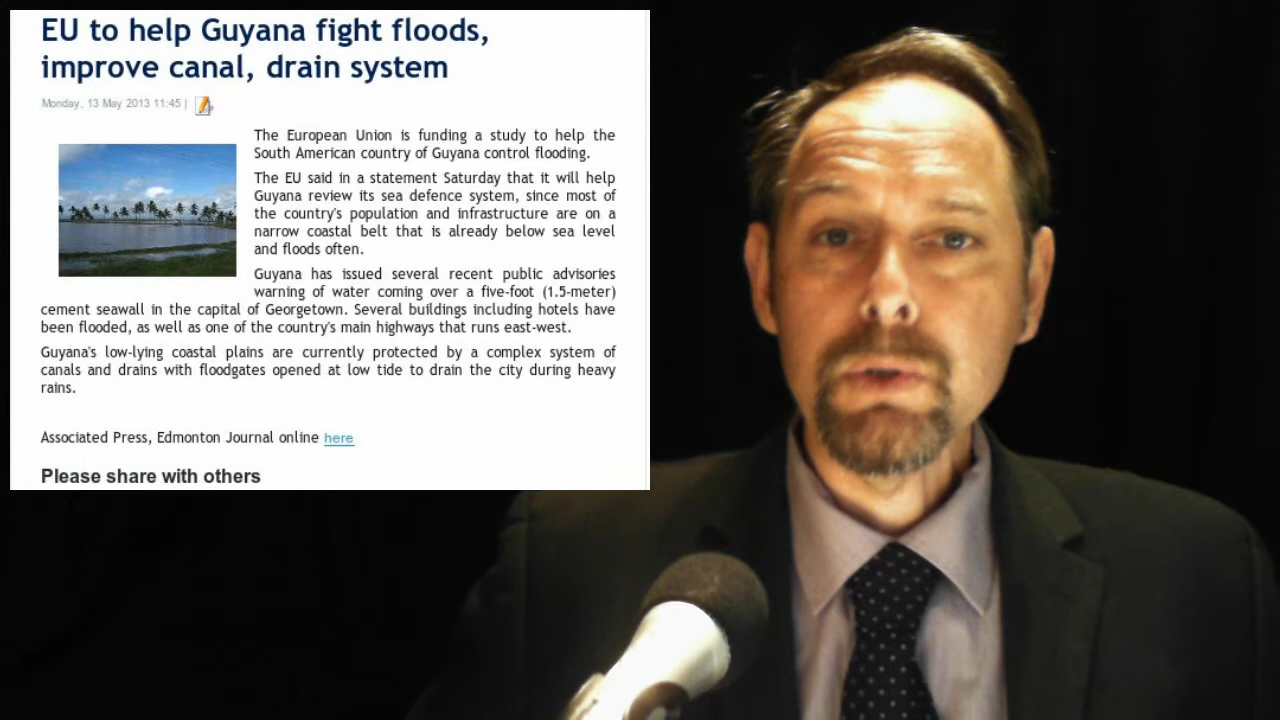 EU to help Guyana fight floods,
improve canal, drain system
Monday, 13 May 2013 11:45 |
The European Union is funding a study to help the
South American country of Guyana control flooding.
The EU said in a statement Saturday that it will help
Guyana review its sea defence system, since most of
the country's population and infrastructure are on a
narrow coastal belt that is already below sea level
and floods often.
Guyana has issued several recent public advisories
warning of water coming over a five-foot (1.5-meter)
cement seawall in the capital of Georgetown. Several buildings including hotels have
been flooded, as well as one of the country's main highways that runs east-west.
Guyana's low-lying coastal plains are currently protected by a complex system of
canals and drains with floodgates opened at low tide to drain the city during heavy
rains.
Associated Press, Edmonton Journal online here
Please share with others